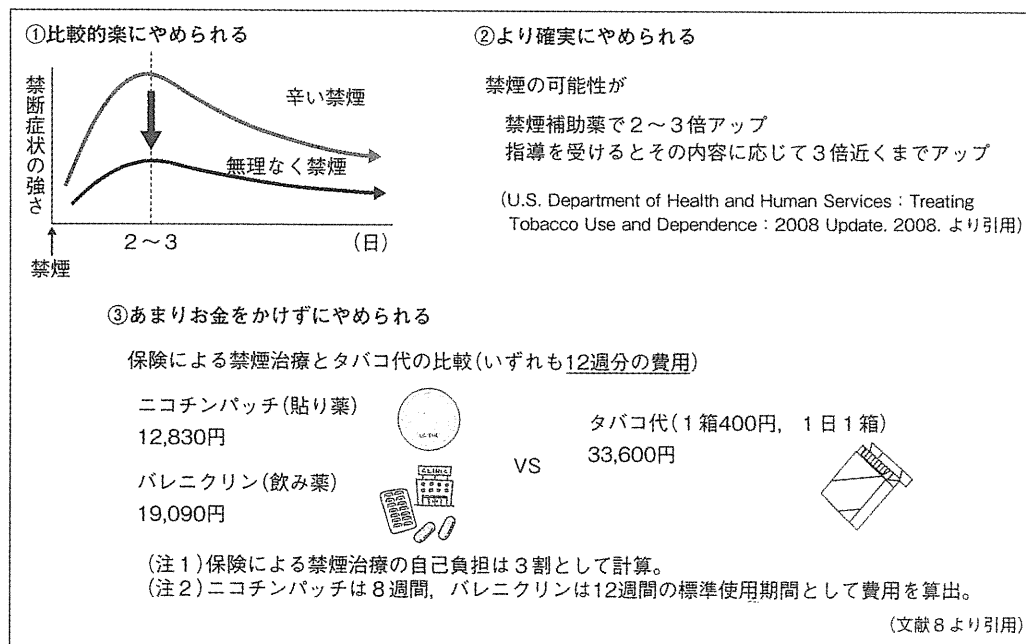 ①比較的楽にやめられる
禁断症状の強さ
辛い禁煙
無理なく禁煙
2～3
(日)
禁煙
②より確実にやめられる
禁煙の可能性が
禁煙補助薬で2～3倍アップ
指導を受けるとその内容に応じて3倍近くまでアップ
(U.S. Department of Health and Human Services：Treating
Tobacco Use and Dependence：2008 Update. 2008. より引用)
③あまりお金をかけずにやめられる
保険による禁煙治療とタバコ代の比較(いずれも12週分の費用)
ニコチンパッチ(貼り薬)
12,830円
バレニクリン(飲み薬)
19,090円
CLINIC
VS
タバコ代(1箱400円，1日1箱)
33,600円
(注1)保険による禁煙治療の自己負担は3割として計算。
(注2)ニコチンパッチは8週間，バレニクリンは12週間の標準使用期間として費用を算出。
(文献8より引用)